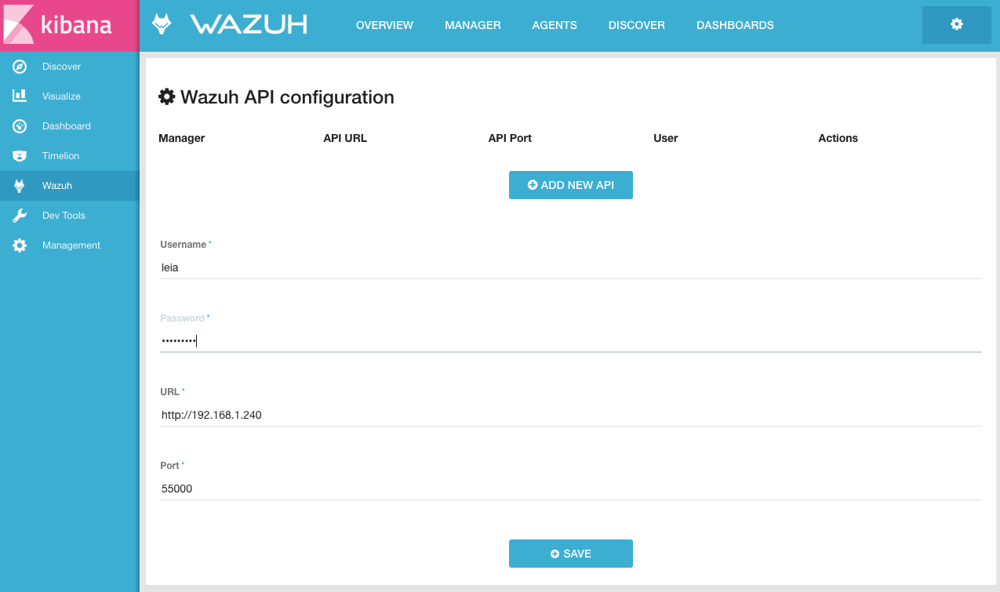 kibana
WAZUH OVERVIEW MANAGER AGENTS DISCOVER DASHBOARDS
Discover
Visualize
Dashboard
Timelion
Wazuh
Dev Tools
Management
Wazuh API configuration
Manager API URL API Port User Actions
ADD NEW API
Username *
leia
Password *
•••••••••
URL *
http://192.168.1.240
Port *
55000
SAVE